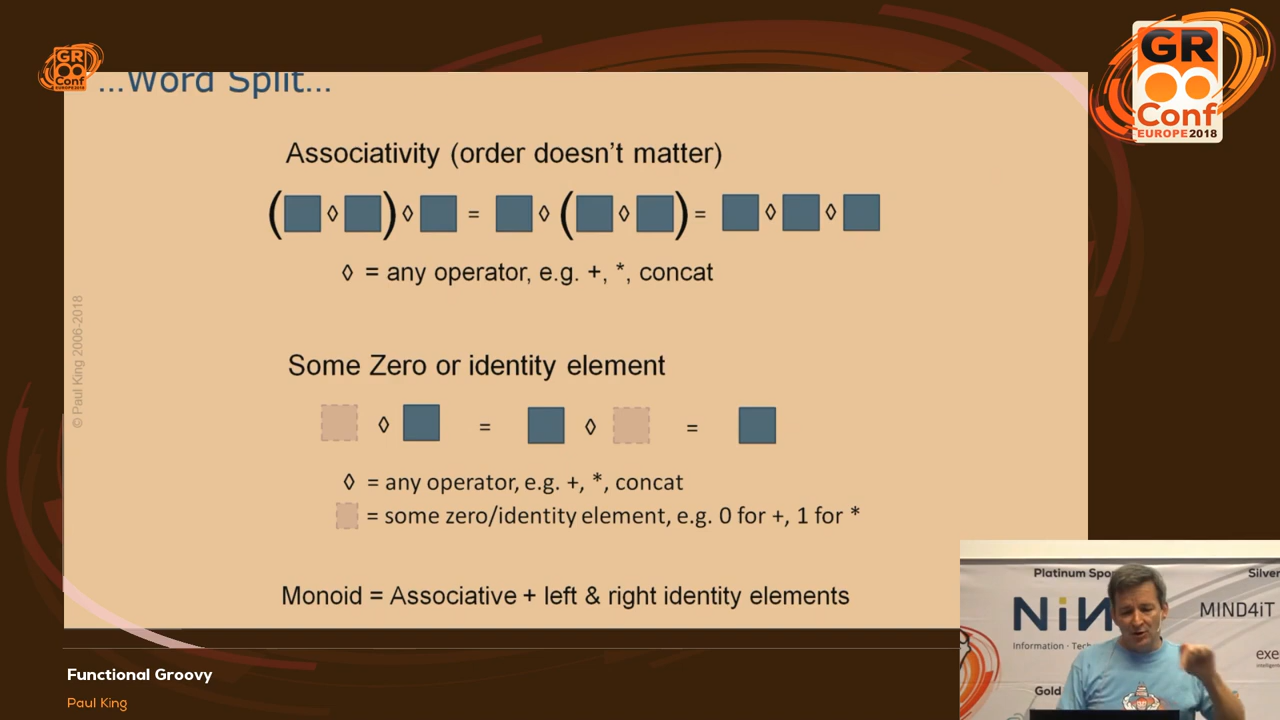 GR
Conf
EUROPE2018
GR
Conf
EUROPE2018
...Word Split...
Associativity (order doesn't matter)
(◊)◊ = ◊(◊) = ◊◊
◊ = any operator, e.g. +, *, concat
© Paul King 2006-2018
Some Zero or identity element
◊ = ◊ =
◊ = any operator, e.g. +, *, concat
= some zero/identity element, e.g. 0 for +, 1 for *
Monoid = Associative + left & right identity elements
Functional Groovy
Paul King
Platinum Spo
Silver
MIND4iT
Information · Tech
exe
Gold